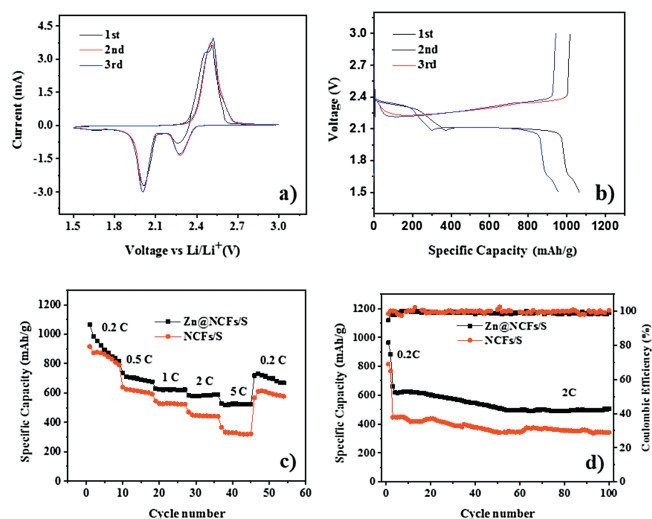 4.5
3.0
1.5
0.0
-1.5
-3.0
Current (mA)
1st
2nd
3rd
a)
1.5 1.8 2.1 2.4 2.7 3.0
Voltage vs Li/Li+(V)
3.0
2.7
2.4
2.1
1.8
1.5
Voltage (V)
1st
2nd
3rd
b)
0 200 400 600 800 1000 1200
Specific Capacity (mAh/g)
1200
1000
800
600
400
200
0
Specific Capacity (mAh/g)
0.2 C
Zn@NCFs/S
NCFs/S
0.5 C
1 C
2 C
5 C
0.2 C
c)
0 10 20 30 40 50 60
Cycle number
1200
1000
800
600
400
200
0
Specific Capacity (mAh/g)
Zn@NCFs/S
NCFs/S
0.2C
2C
d)
0 20 40 60 80 100
Cycle number
100
80
60
40
20
0
Coulombic Efficiency (%)